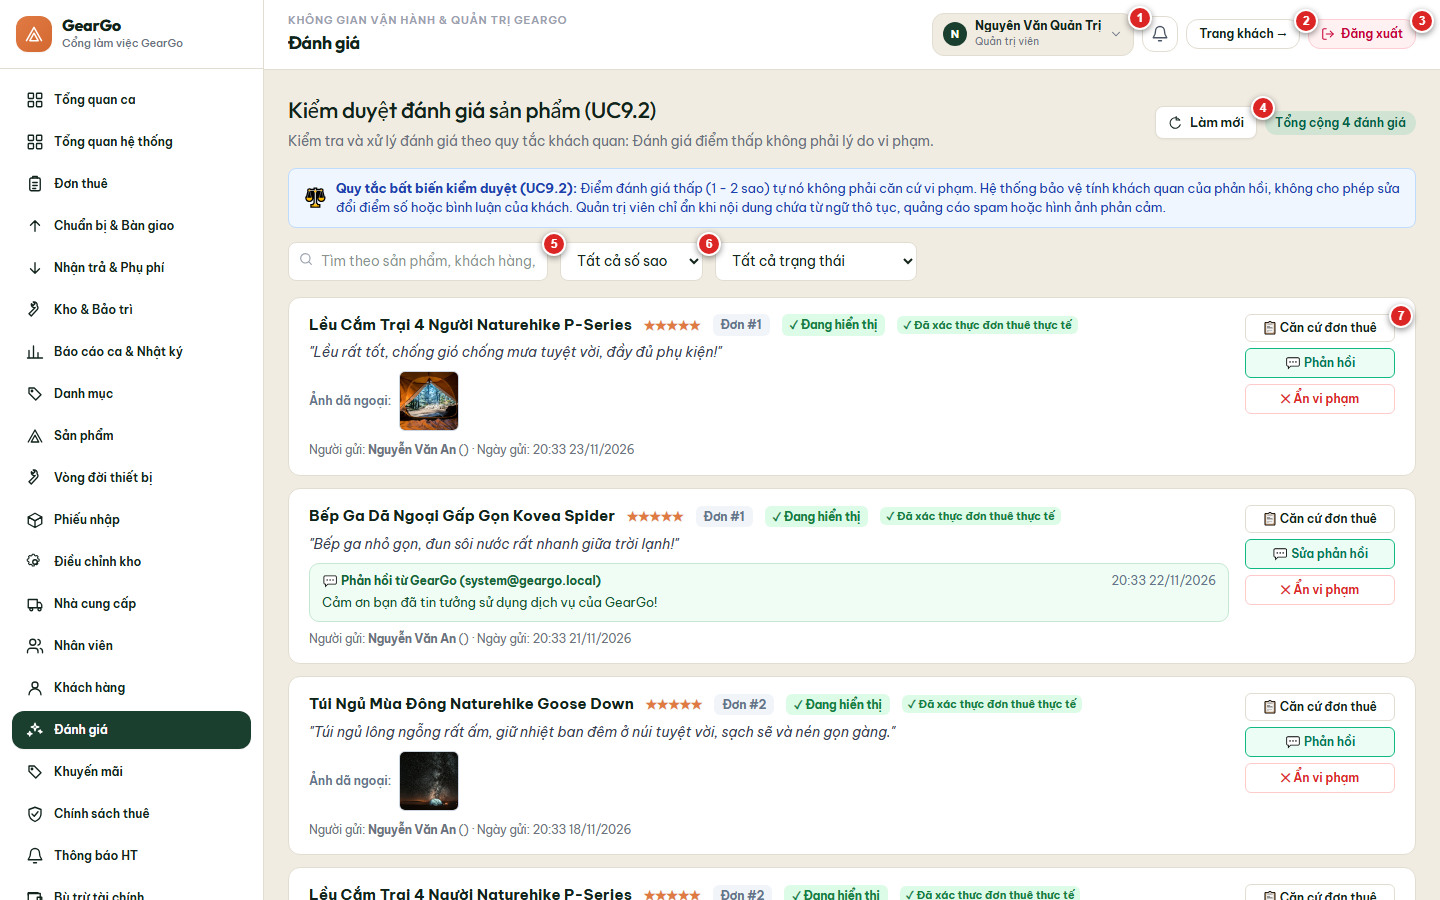 GearGo
Cổng làm việc GearGo
KHÔNG GIAN VẬN HÀNH & QUẢN TRỊ GEARGO
Đánh giá
N
Nguyễn Văn Quản Trị
Quản trị viên
1
Trang khách →
2
Đăng xuất
3
Tổng quan ca
Tổng quan hệ thống
Đơn thuê
Chuẩn bị & Bàn giao
Nhận trả & Phụ phí
Kho & Bảo trì
Báo cáo ca & Nhật ký
Danh mục
Sản phẩm
Vòng đời thiết bị
Phiếu nhập
Điều chỉnh kho
Nhà cung cấp
Nhân viên
Khách hàng
Đánh giá
Khuyến mãi
Chính sách thuê
Thông báo HT
Bù trừ tài chính
Kiểm duyệt đánh giá sản phẩm (UC9.2)
Kiểm tra và xử lý đánh giá theo quy tắc khách quan: Đánh giá điểm thấp không phải lý do vi phạm.
Làm mới
4
Tổng cộng 4 đánh giá
Quy tắc bất biến kiểm duyệt (UC9.2): Điểm đánh giá thấp (1 - 2 sao) tự nó không phải căn cứ vi phạm. Hệ thống bảo vệ tính khách quan của phản hồi, không cho phép sửa
đổi điểm số hoặc bình luận của khách. Quản trị viên chỉ ẩn khi nội dung chứa từ ngữ thô tục, quảng cáo spam hoặc hình ảnh phản cảm.
Tìm theo sản phẩm, khách hàng,
5
Tất cả số sao
6
Tất cả trạng thái
Lều Cắm Trại 4 Người Naturehike P-Series ★★★★★ Đơn #1 ✓ Đang hiển thị ✓ Đã xác thực đơn thuê thực tế
"Lều rất tốt, chống gió chống mưa tuyệt vời, đầy đủ phụ kiện!"
Ảnh dã ngoại:
Người gửi: Nguyễn Văn An () · Ngày gửi: 20:33 23/11/2026
Căn cứ đơn thuê
7
Phản hồi
✕ Ẩn vi phạm
Bếp Ga Dã Ngoại Gấp Gọn Kovea Spider ★★★★★ Đơn #1 ✓ Đang hiển thị ✓ Đã xác thực đơn thuê thực tế
"Bếp ga nhỏ gọn, đun sôi nước rất nhanh giữa trời lạnh!"
Phản hồi từ GearGo (system@geargo.local) 20:33 22/11/2026
Cảm ơn bạn đã tin tưởng sử dụng dịch vụ của GearGo!
Người gửi: Nguyễn Văn An () · Ngày gửi: 20:33 21/11/2026
Căn cứ đơn thuê
Sửa phản hồi
✕ Ẩn vi phạm
Túi Ngủ Mùa Đông Naturehike Goose Down ★★★★★ Đơn #2 ✓ Đang hiển thị ✓ Đã xác thực đơn thuê thực tế
"Túi ngủ lông ngỗng rất ấm, giữ nhiệt ban đêm ở núi tuyệt vời, sạch sẽ và nén gọn gàng."
Ảnh dã ngoại:
Người gửi: Nguyễn Văn An () · Ngày gửi: 20:33 18/11/2026
Căn cứ đơn thuê
Phản hồi
✕ Ẩn vi phạm
Lều Cắm Trại 4 Người Naturehike P-Series ★★★★★ Đơn #2 ✓ Đang hiển thị ✓ Đã xác thực đơn thuê thực tế
Căn cứ đơn thuê